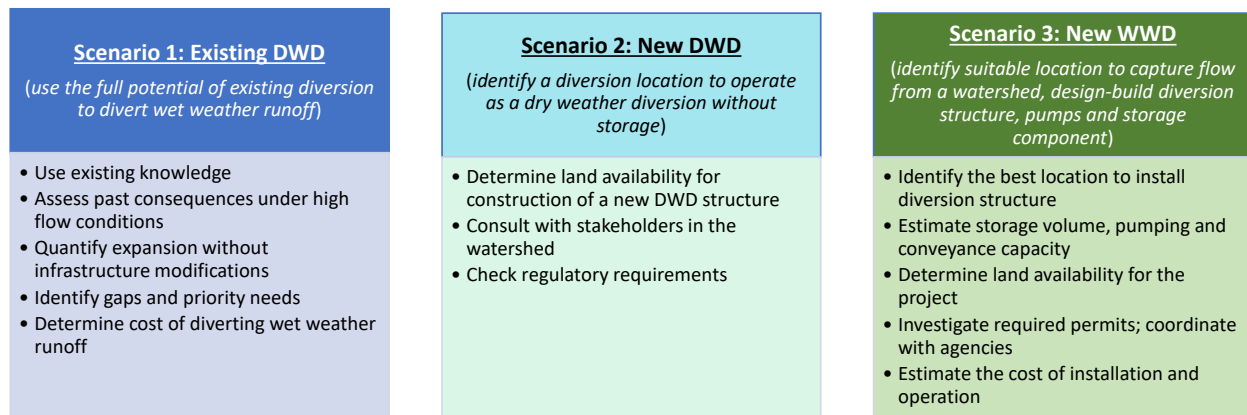 Scenario 1: Existing DWD
(use the full potential of existing diversion
to divert wet weather runoff)
• Use existing knowledge
• Assess past consequences under high
flow conditions
• Quantify expansion without
infrastructure modifications
• Identify gaps and priority needs
• Determine cost of diverting wet weather
runoff
Scenario 2: New DWD
(identify a diversion location to operate
as a dry weather diversion without
storage)
• Determine land availability for
construction of a new DWD structure
• Consult with stakeholders in the
watershed
• Check regulatory requirements
Scenario 3: New WWD
(identify suitable location to capture flow
from a watershed, design-build diversion
structure, pumps and storage
component)
• Identify the best location to install
diversion structure
• Estimate storage volume, pumping and
conveyance capacity
• Determine land availability for the
project
• Investigate required permits; coordinate
with agencies
• Estimate the cost of installation and
operation